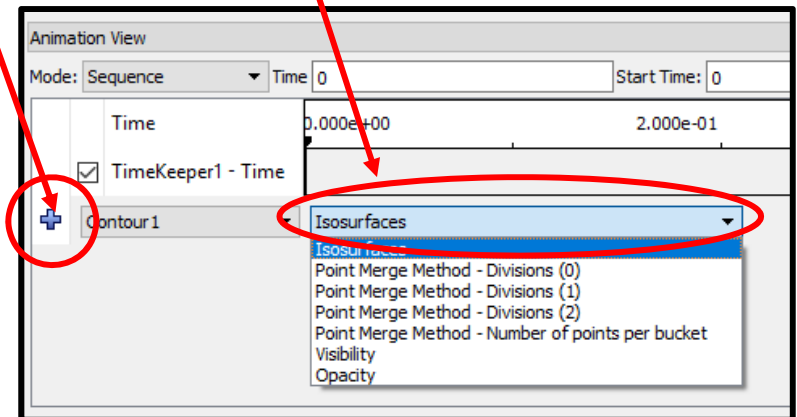 Animation View
Mode: Sequence Time 0 Start Time: 0
Time 0.000e+00 2.000e-01
TimeKeeper1 - Time
Contour1 Isosurfaces
Isosurfaces
Point Merge Method - Divisions (0)
Point Merge Method - Divisions (1)
Point Merge Method - Divisions (2)
Point Merge Method - Number of points per bucket
Visibility
Opacity